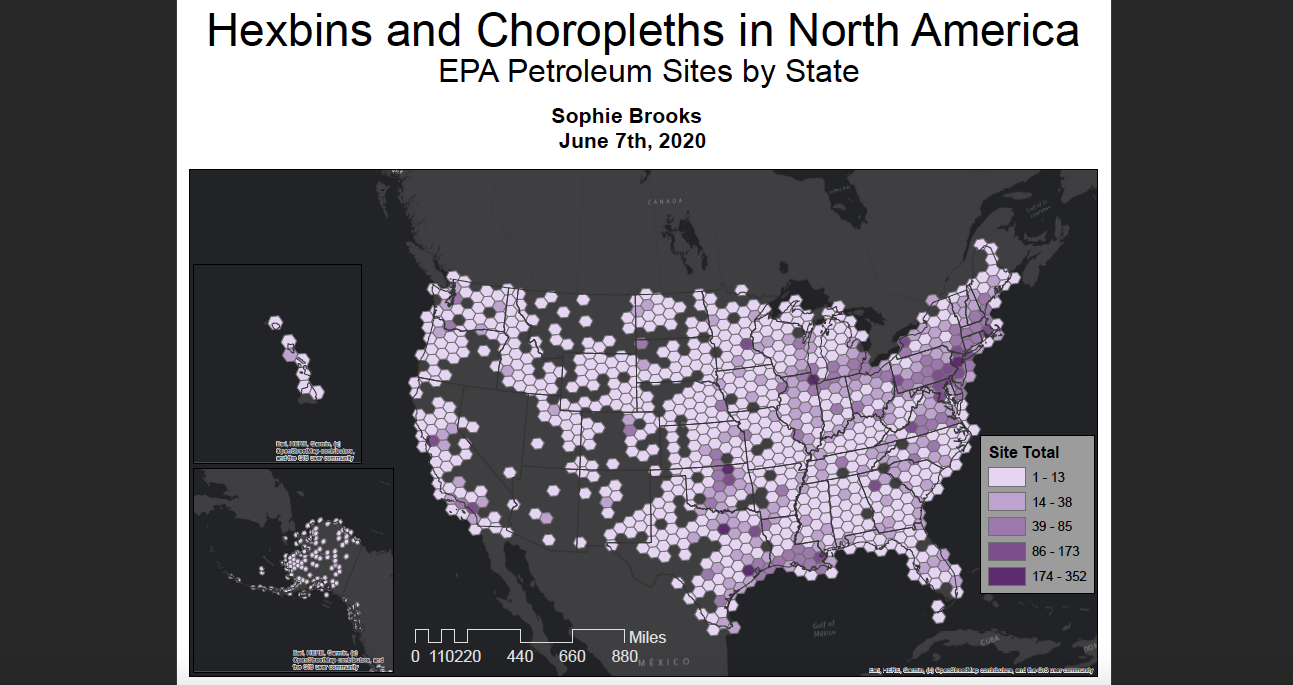 Hexbins and Choropleths in North America
EPA Petroleum Sites by State
Sophie Brooks
June 7th, 2020
CANADA
Esri, HERE, Garmin, (c)
OpenStreetMap contributors,
and the GIS user community
Site Total
1 - 13
14 - 38
39 - 85
86 - 173
174 - 352
Esri, HERE, Garmin, (c)
OpenStreetMap contributors, and
the GIS user community
Miles
0 110220 440 660 880
MÉXICO
Gulf of
México
CUBA
Esri, HERE, Garmin, (c) OpenStreetMap contributors, and the GIS user community